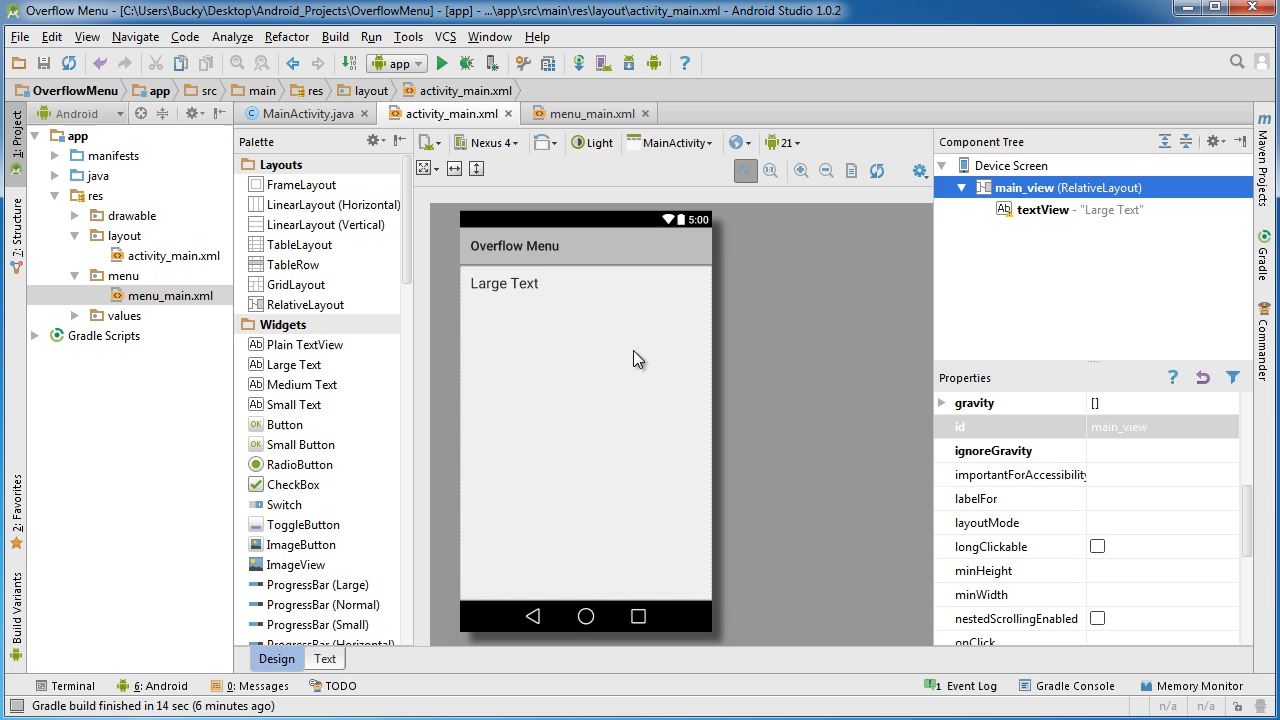 Overflow Menu - [C:\Users\Bucky\Desktop\Android_Projects\OverflowMenu] - [app] - ...\app\src\main\res\layout\activity_main.xml - Android Studio 1.0.2
File Edit View Navigate Code Analyze Refactor Build Run Tools VCS Window Help
app
OverflowMenu app src main res layout activity_main.xml
1: Project
7: Structure
2: Favorites
Build Variants
Android
app
manifests
java
res
drawable
layout
activity_main.xml
menu
menu_main.xml
values
Gradle Scripts
MainActivity.java activity_main.xml menu_main.xml
Palette
Layouts
FrameLayout
LinearLayout (Horizontal)
LinearLayout (Vertical)
TableLayout
TableRow
GridLayout
RelativeLayout
Widgets
Plain TextView
Large Text
Medium Text
Small Text
Button
Small Button
RadioButton
CheckBox
Switch
ToggleButton
ImageButton
ImageView
ProgressBar (Large)
ProgressBar (Normal)
ProgressBar (Small)
ProgressBar (Horizontal)
Design Text
Nexus 4 Light MainActivity 21
5:00
Overflow Menu
Large Text
Component Tree
Device Screen
main_view (RelativeLayout)
textView - "Large Text"
Properties
gravity []
id main_view
ignoreGravity
importantForAccessibility
labelFor
layoutMode
longClickable
minHeight
minWidth
nestedScrollingEnabled
onClick
Maven Projects
Gradle
Commander
Terminal 6: Android 0: Messages TODO 1 Event Log Gradle Console Memory Monitor
Gradle build finished in 14 sec (6 minutes ago) n/a n/a